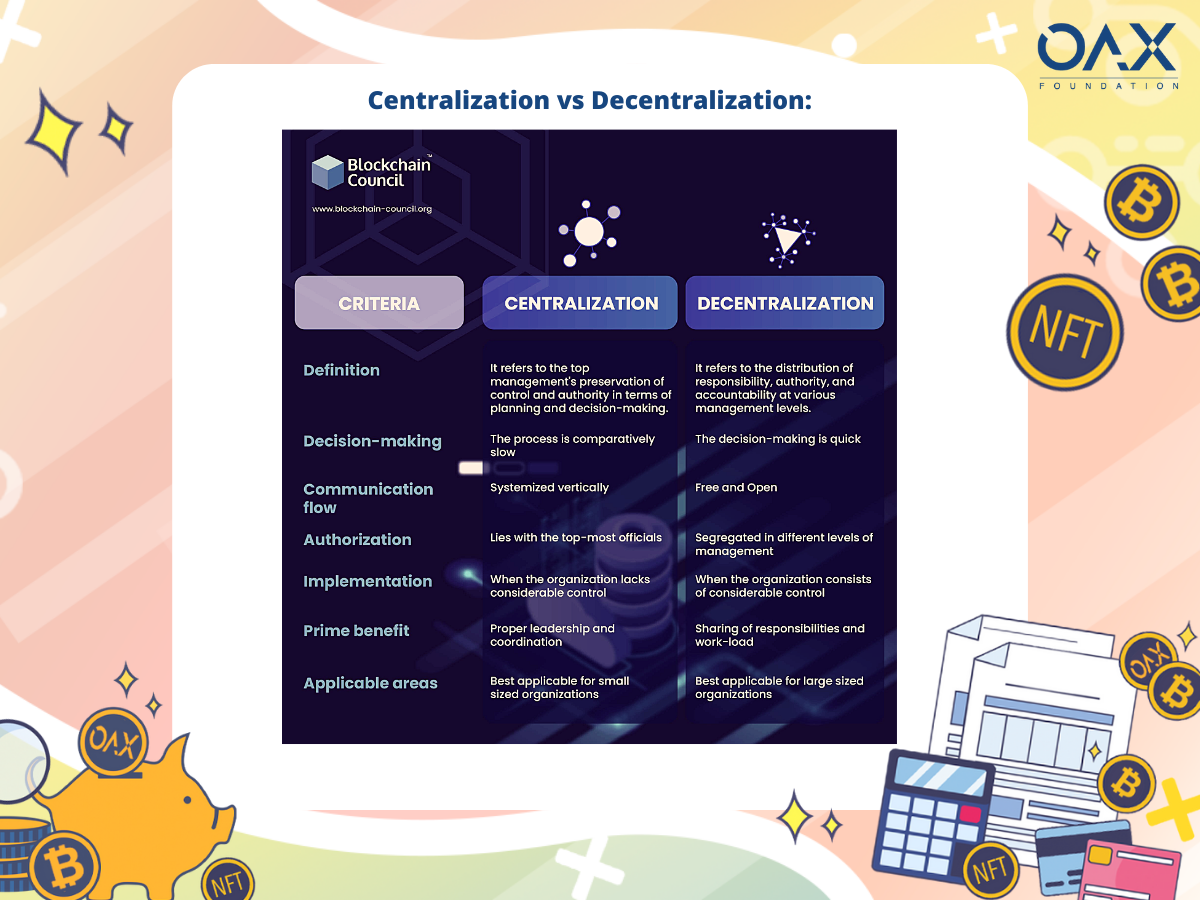 OAX
FOUNDATION
Centralization vs Decentralization:
Blockchain™
Council
www.blockchain-council.org
CRITERIA
CENTRALIZATION
DECENTRALIZATION
Definition
It refers to the top
management's preservation of
control and authority in terms of
planning and decision-making.
It refers to the distribution of
responsibility, authority, and
accountability at various
management levels.
Decision-making
The process is comparatively
slow
The decision-making is quick
Communication
flow
Systemized vertically
Free and Open
Authorization
Lies with the top-most officials
Segregated in different levels of
management
Implementation
When the organization lacks
considerable control
When the organization consists
of considerable control
Prime benefit
Proper leadership and
coordination
Sharing of responsibilities and
work-load
Applicable areas
Best applicable for small
sized organizations
Best applicable for large sized
organizations
NFT
OAX
OAX
NFT
NFT